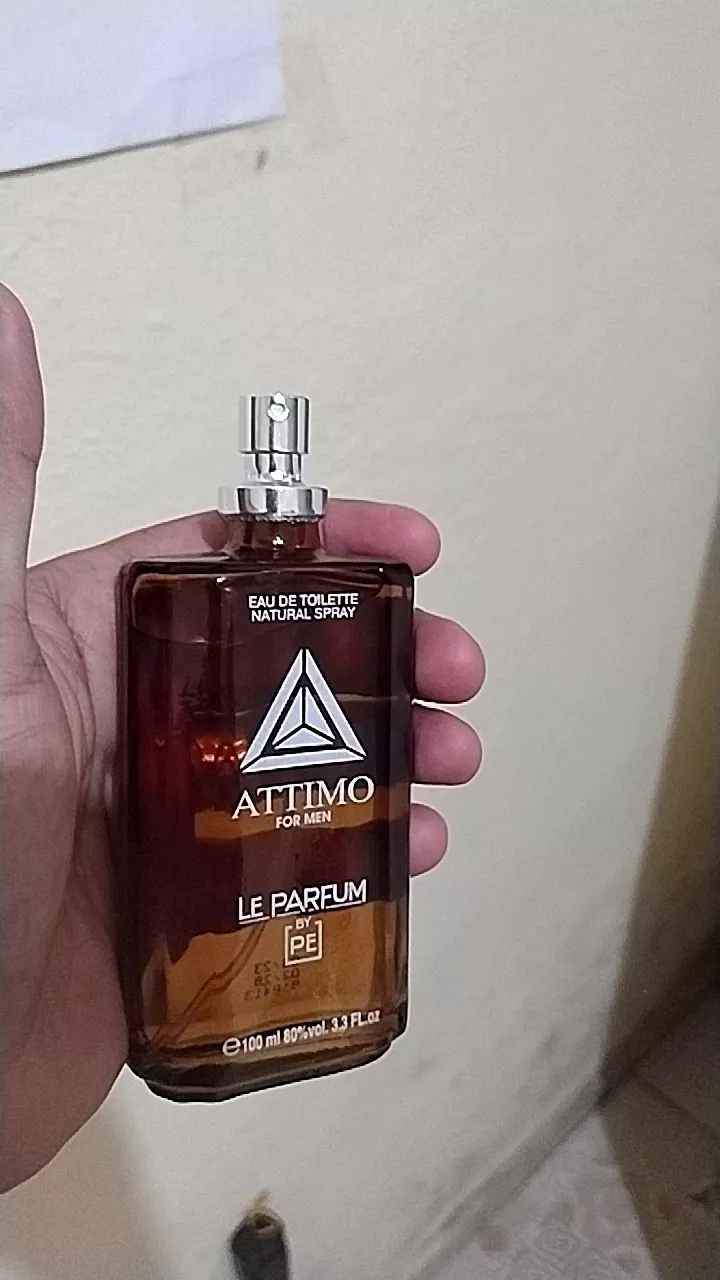 EAU DE TOILETTE
NATURAL SPRAY
ATTIMO
FOR MEN
LE PARFUM
BY
PE
e 100 ml 80%vol. 3.3 FL.oz